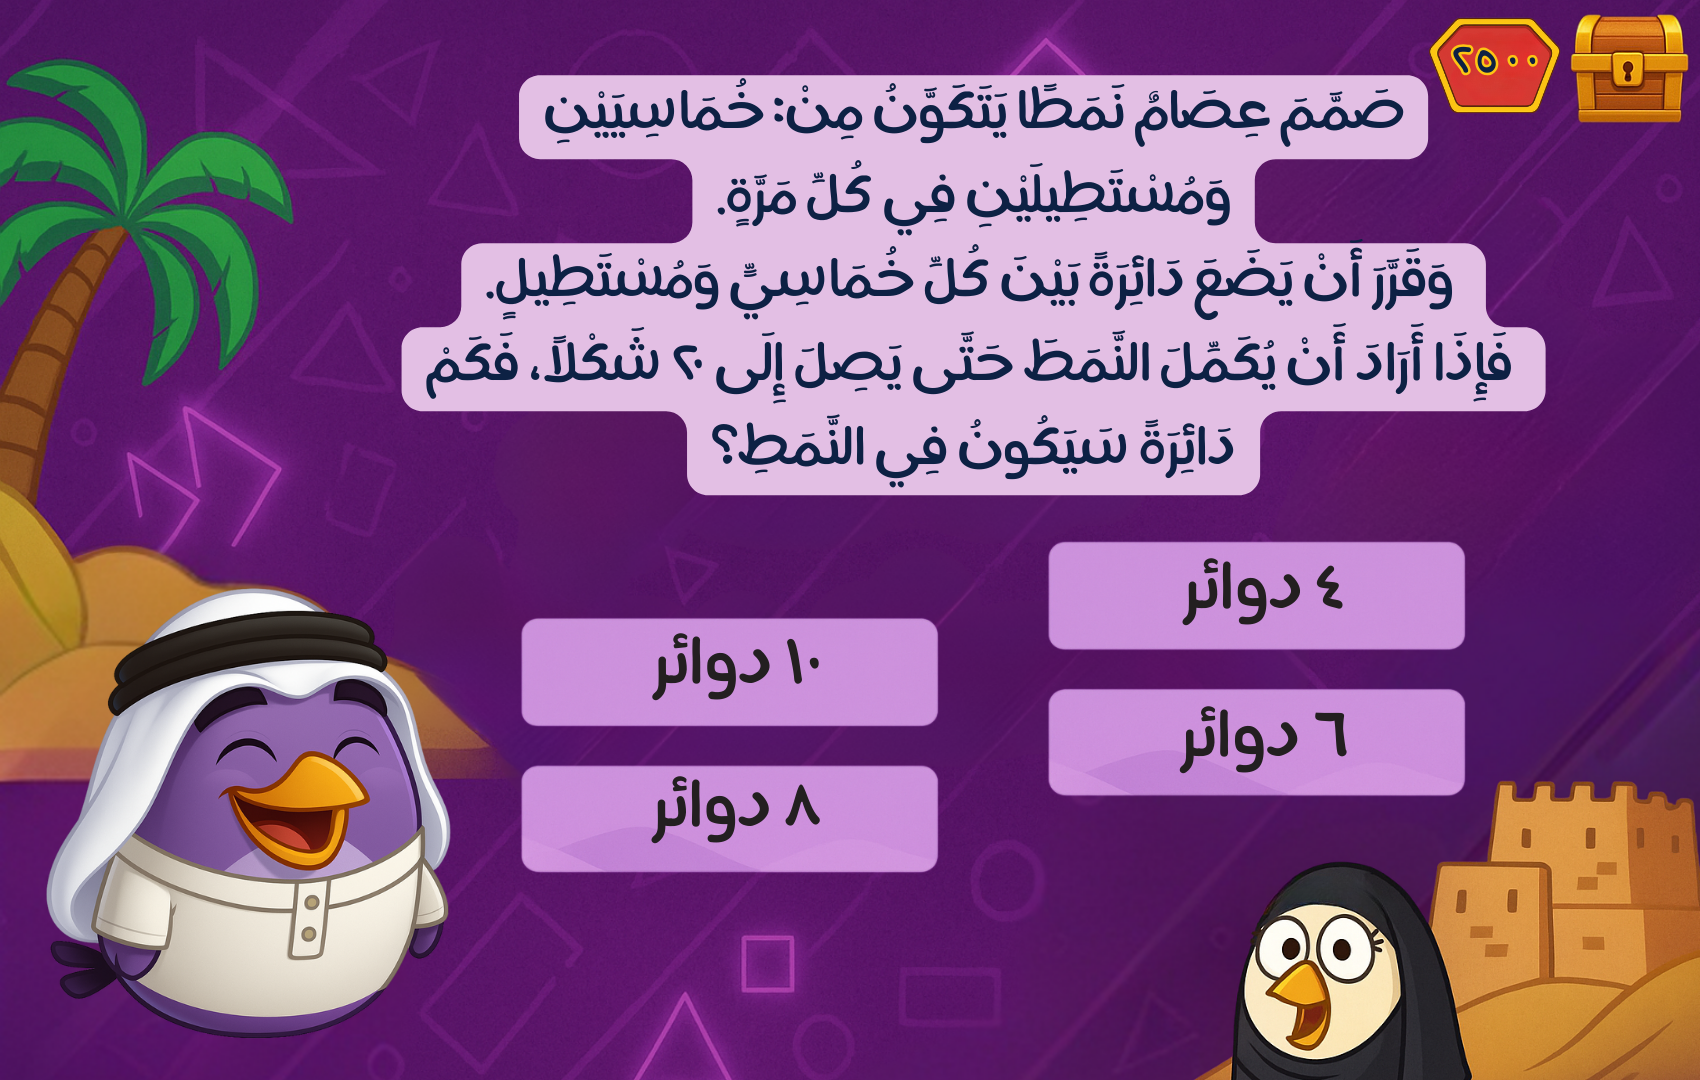 ٢٥٠٠
صَمَّمَ عِصَامٌ نَمَطًا يَتَكَوَّنُ مِنْ: خُمَاسِيَيْنِ
وَمُسْتَطِيلَيْنِ فِي كُلِّ مَرَّةٍ.
وَقَرَّرَ أَنْ يَضَعَ دَائِرَةً بَيْنَ كُلِّ خُمَاسِيٍّ وَمُسْتَطِيلٍ.
فَإِذَا أَرَادَ أَنْ يُكَمِّلَ النَّمَطَ حَتَّى يَصِلَ إِلَى ٢٠ شَكْلاً، فَكَمْ
دَائِرَةً سَيَكُونُ فِي النَّمَطِ؟
٤ دوائر
١٠ دوائر
٦ دوائر
٨ دوائر